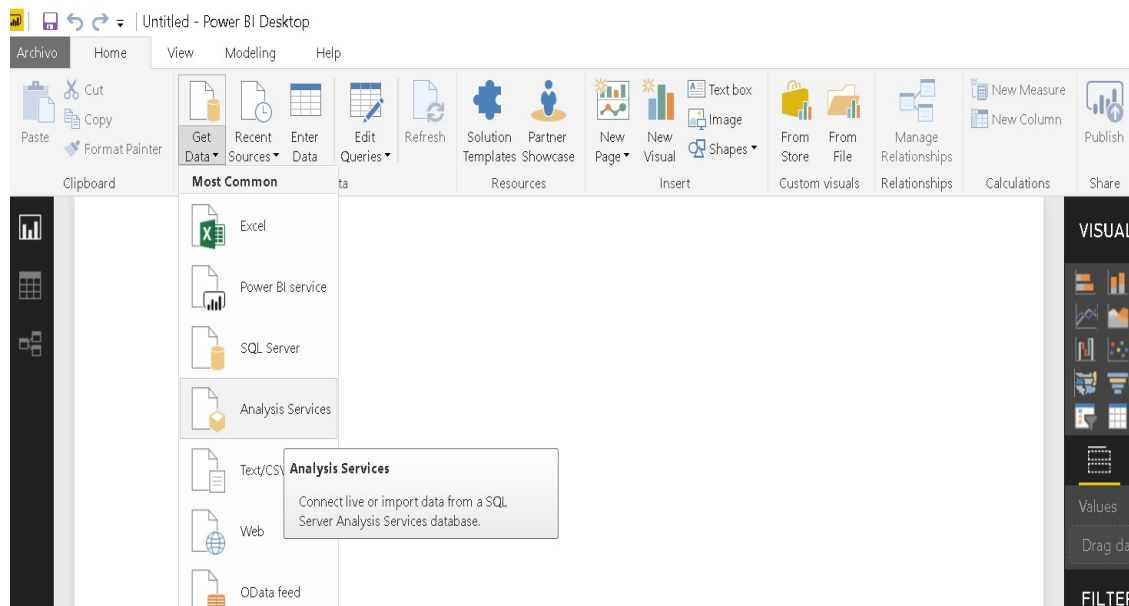 Untitled - Power BI Desktop
Archivo Home View Modeling Help
Paste
Cut
Copy
Format Painter
Clipboard
Get Data
Recent Sources
Enter Data
Edit Queries
Refresh
Solution Templates
Partner Showcase
Resources
New Page
New Visual
Text box
Image
Shapes
Insert
From Store
From File
Custom visuals
Manage Relationships
Relationships
New Measure
New Column
Calculations
Publish
Share
Most Common
Excel
Power BI service
SQL Server
Analysis Services
Text/CSV
Analysis Services
Connect live or import data from a SQL
Server Analysis Services database.
Web
OData feed
VISUAL
Values
Drag da
FILTER